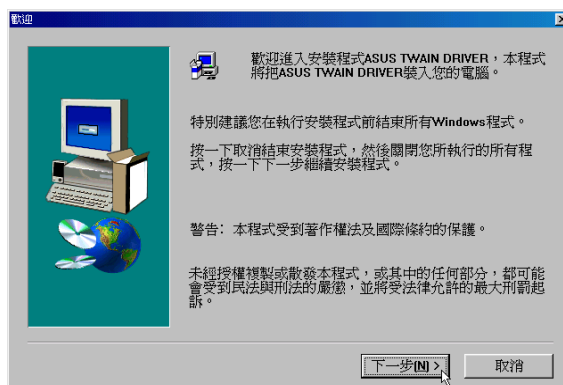 歡迎
歡迎進入安裝程式ASUS TWAIN DRIVER，本程式
將把ASUS TWAIN DRIVER裝入您的電腦。
特別建議您在執行安裝程式前結束所有Windows程式。
按一下取消結束安裝程式，然後關閉您所執行的所有程
式，按一下下一步繼續安裝程式。
警告: 本程式受到著作權法及國際條約的保護。
未經授權複製或散發本程式，或其中的任何部分，都可能
會受到民法與刑法的嚴懲，並將受法律允許的最大刑罰起
訴。
下一步(N) >
取消